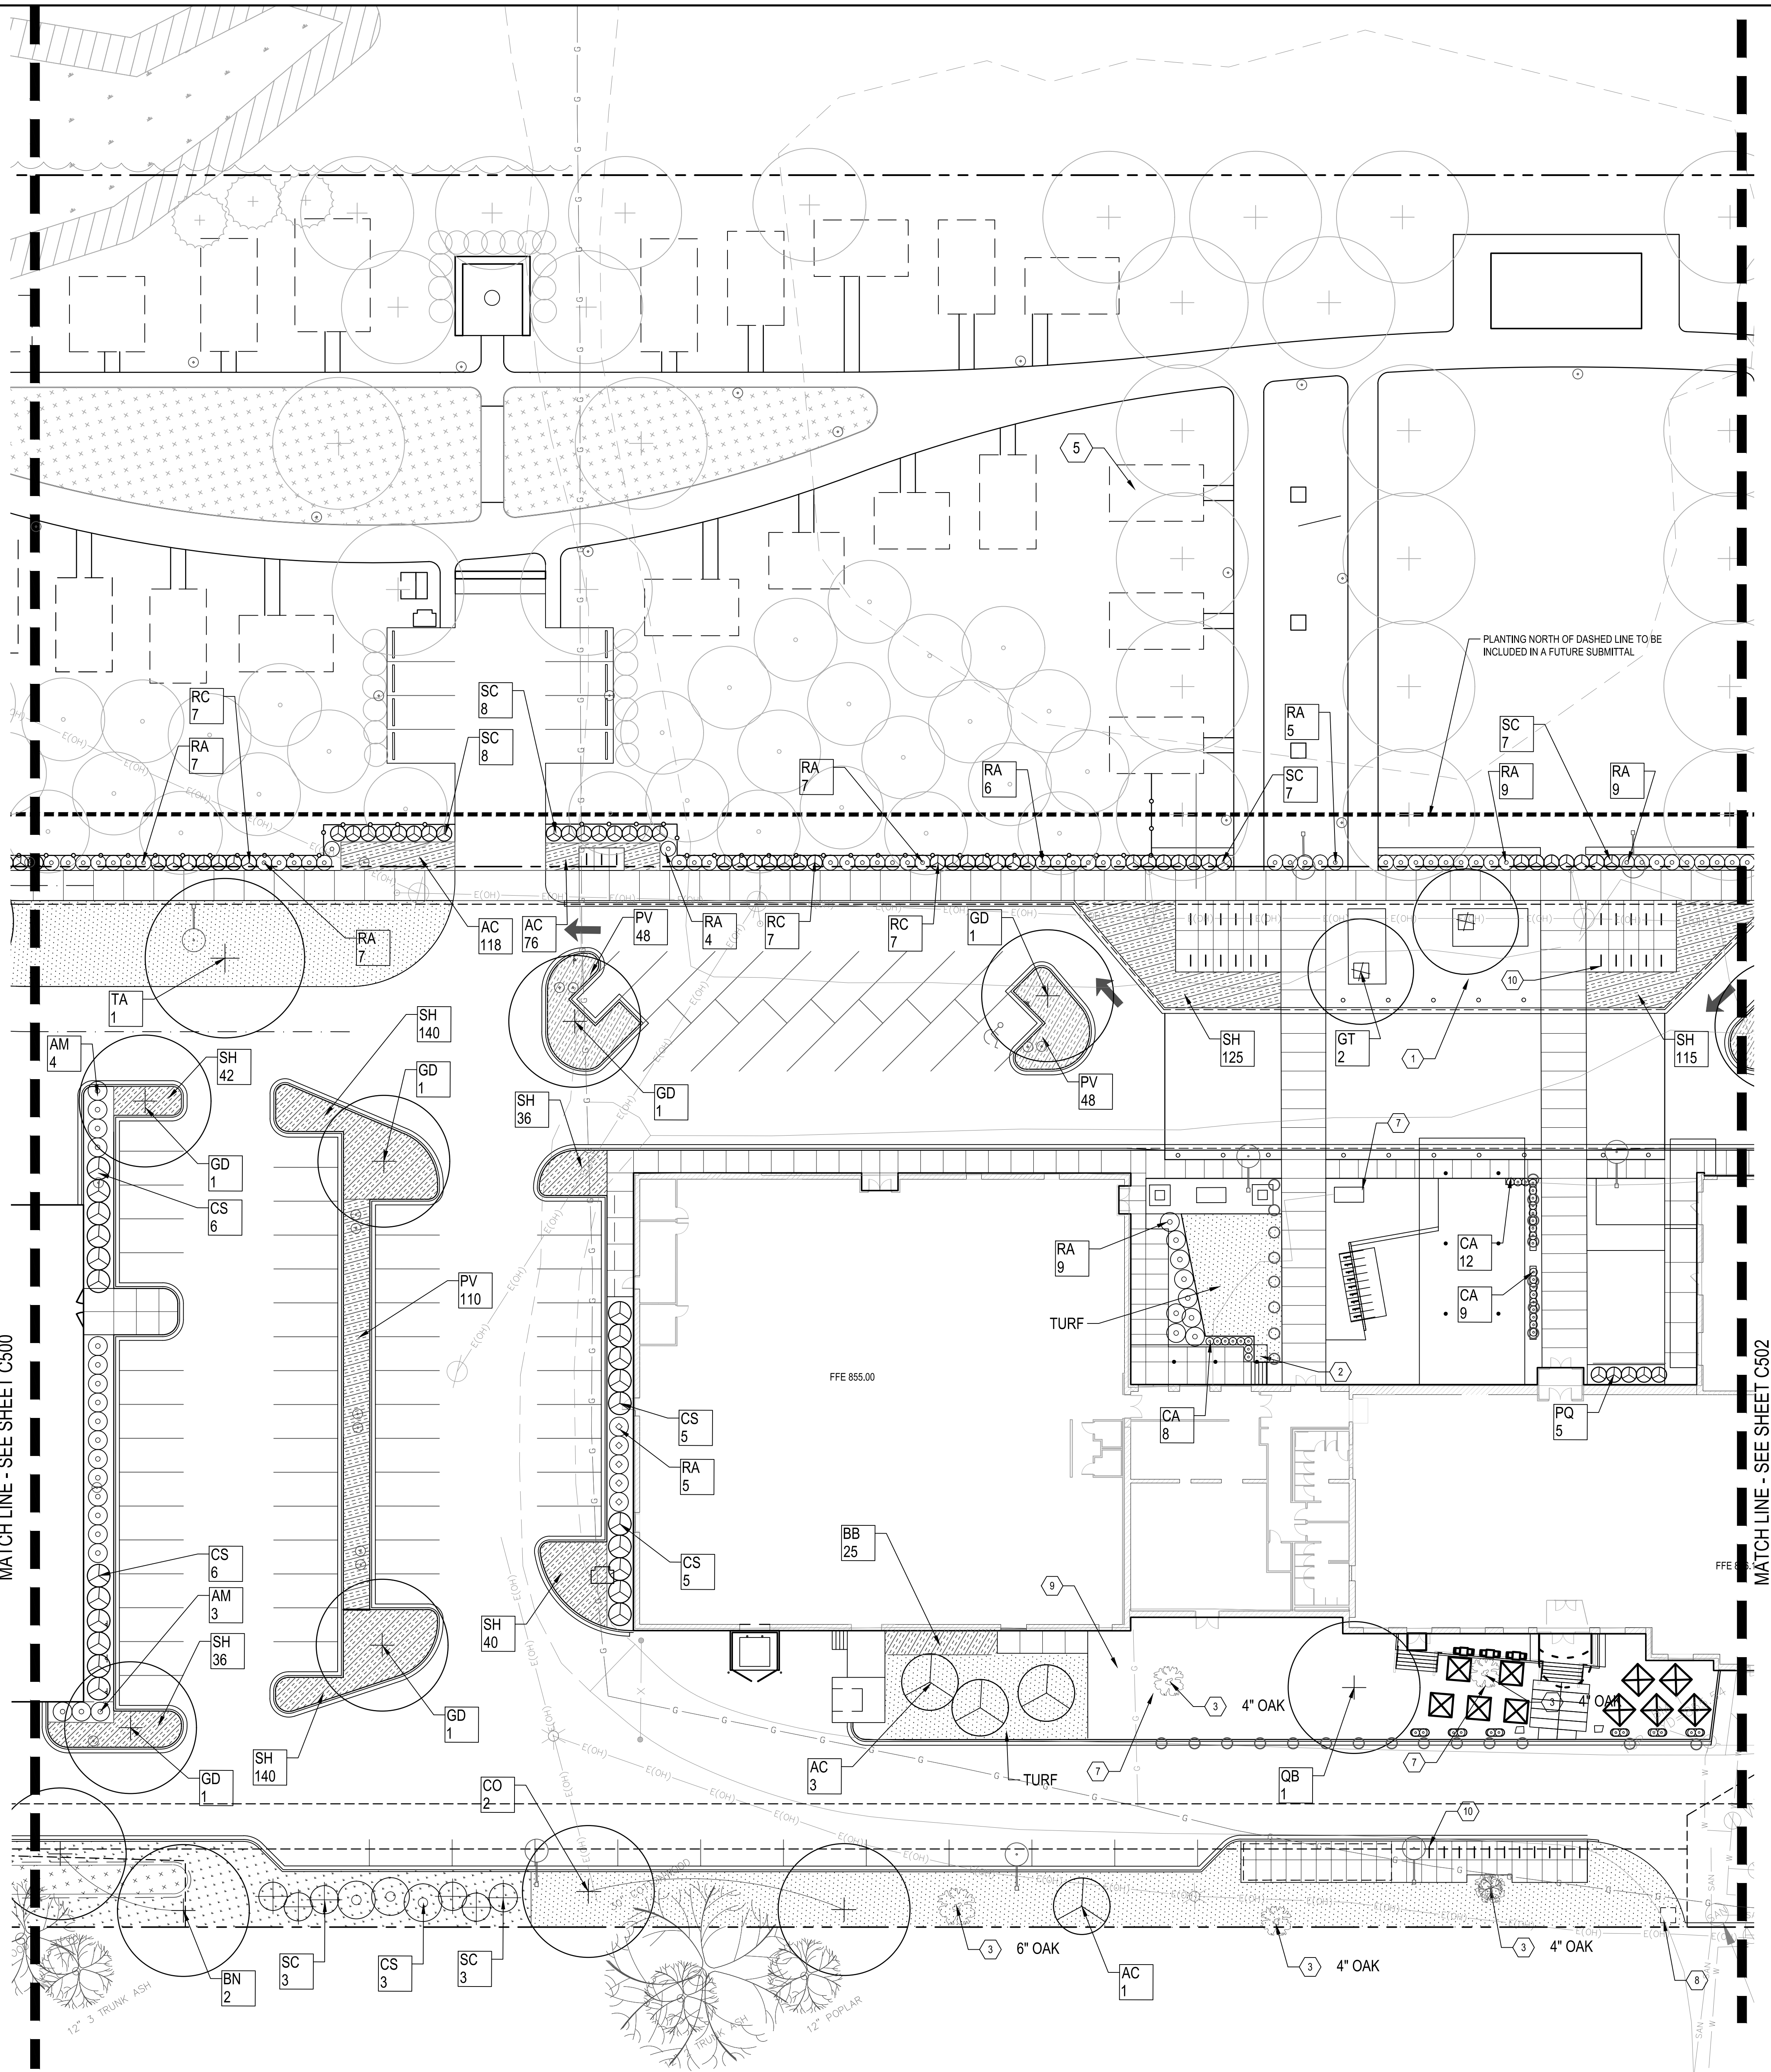 5
PLANTING NORTH OF DASHED LINE TO BE
INCLUDED IN A FUTURE SUBMITTAL
RC
7
SC
8
RA
7
SC
8
RA
7
RA
6
SC
7
RA
5
SC
7
RA
9
RA
9
E(OH)
E(OH)
E(OH)
E(OH)
TA
1
RA
7
AC
118
AC
76
PV
48
RA
4
RC
7
RC
7
GD
1
10
SH
125
GT
2
1
SH
115
AM
4
SH
42
SH
140
GD
1
SH
36
GD
1
PV
48
7
GD
1
CS
6
PV
110
RA
9
TURF
CA
12
CA
9
2
FFE 855.00
CS
5
CA
8
PQ
5
RA
5
MATCH LINE - SEE SHEET C500
MATCH LINE - SEE SHEET C502
BB
25
CS
5
CS
6
AM
3
SH
36
SH
40
9
3
4" OAK
3
4" OAK
GD
1
SH
140
GD
1
CO
2
AC
3
TURF
7
QB
1
7
10
BN
2
SC
3
CS
3
SC
3
3
6" OAK
AC
1
3
4" OAK
3
4" OAK
8
12" 3 TRUNK ASH
TRUNK ASH
12" POPLAR
G
G
G
W
W
SAN
SAN